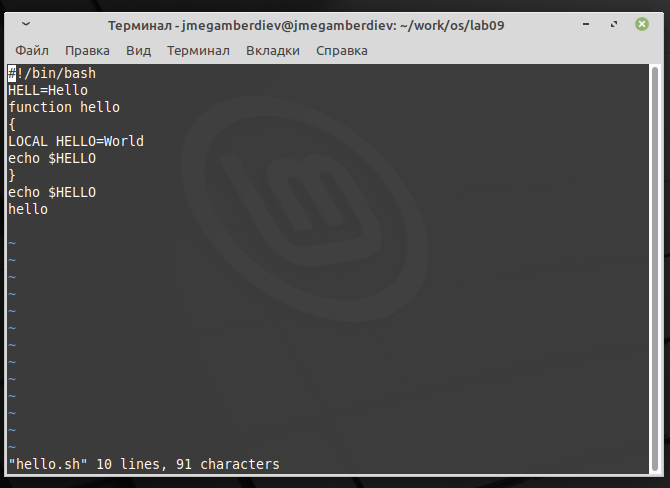 Терминал - jmegamberdiev@jmegamberdiev: ~/work/os/lab09
Файл Правка Вид Терминал Вкладки Справка
#!/bin/bash
HELL=Hello
function hello
{
LOCAL HELLO=World
echo $HELLO
}
echo $HELLO
hello
~
~
~
~
~
~
~
~
~
~
~
~
~
"hello.sh" 10 lines, 91 characters